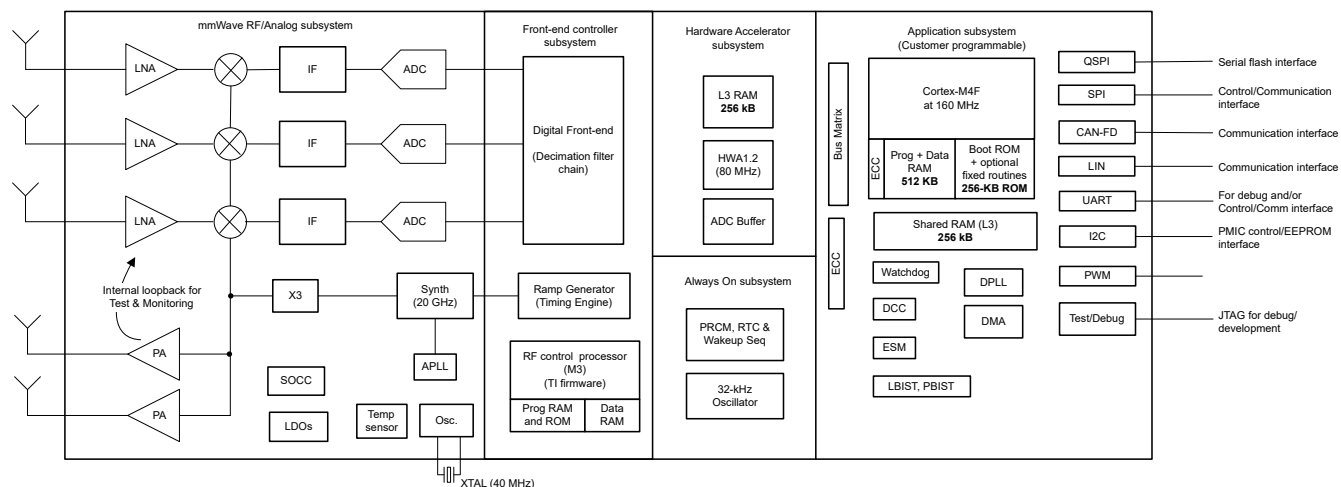 mmWave RF/Analog subsystem
LNA
IF
ADC
LNA
IF
ADC
LNA
IF
ADC
Internal loopback for
Test & Monitoring
X3
Synth
(20 GHz)
PA
APLL
SOCC
PA
LDOs
Temp
sensor
Osc.
XTAL (40 MHz)
Front-end controller
subsystem
Digital Front-end
(Decimation filter
chain)
Ramp Generator
(Timing Engine)
RF control processor
(M3)
(TI firmware)
Prog RAM
and ROM
Data
RAM
Hardware Accelerator
subsystem
L3 RAM
256 kB
HWA1.2
(80 MHz)
ADC Buffer
Always On subsystem
PRCM, RTC &
Wakeup Seq
32-kHz
Oscillator
Application subsystem
(Customer programmable)
Bus Matrix
Cortex-M4F
at 160 MHz
ECC
Prog + Data
RAM
512 KB
Boot ROM
+ optional
fixed routines
256-KB ROM
ECC
Shared RAM (L3)
256 kB
Watchdog
DPLL
DCC
DMA
ESM
LBIST, PBIST
QSPI
Serial flash interface
SPI
Control/Communication
interface
CAN-FD
Communication interface
LIN
Communication interface
UART
For debug and/or
Control/Comm interface
I2C
PMIC control/EEPROM
interface
PWM
Test/Debug
JTAG for debug/
development